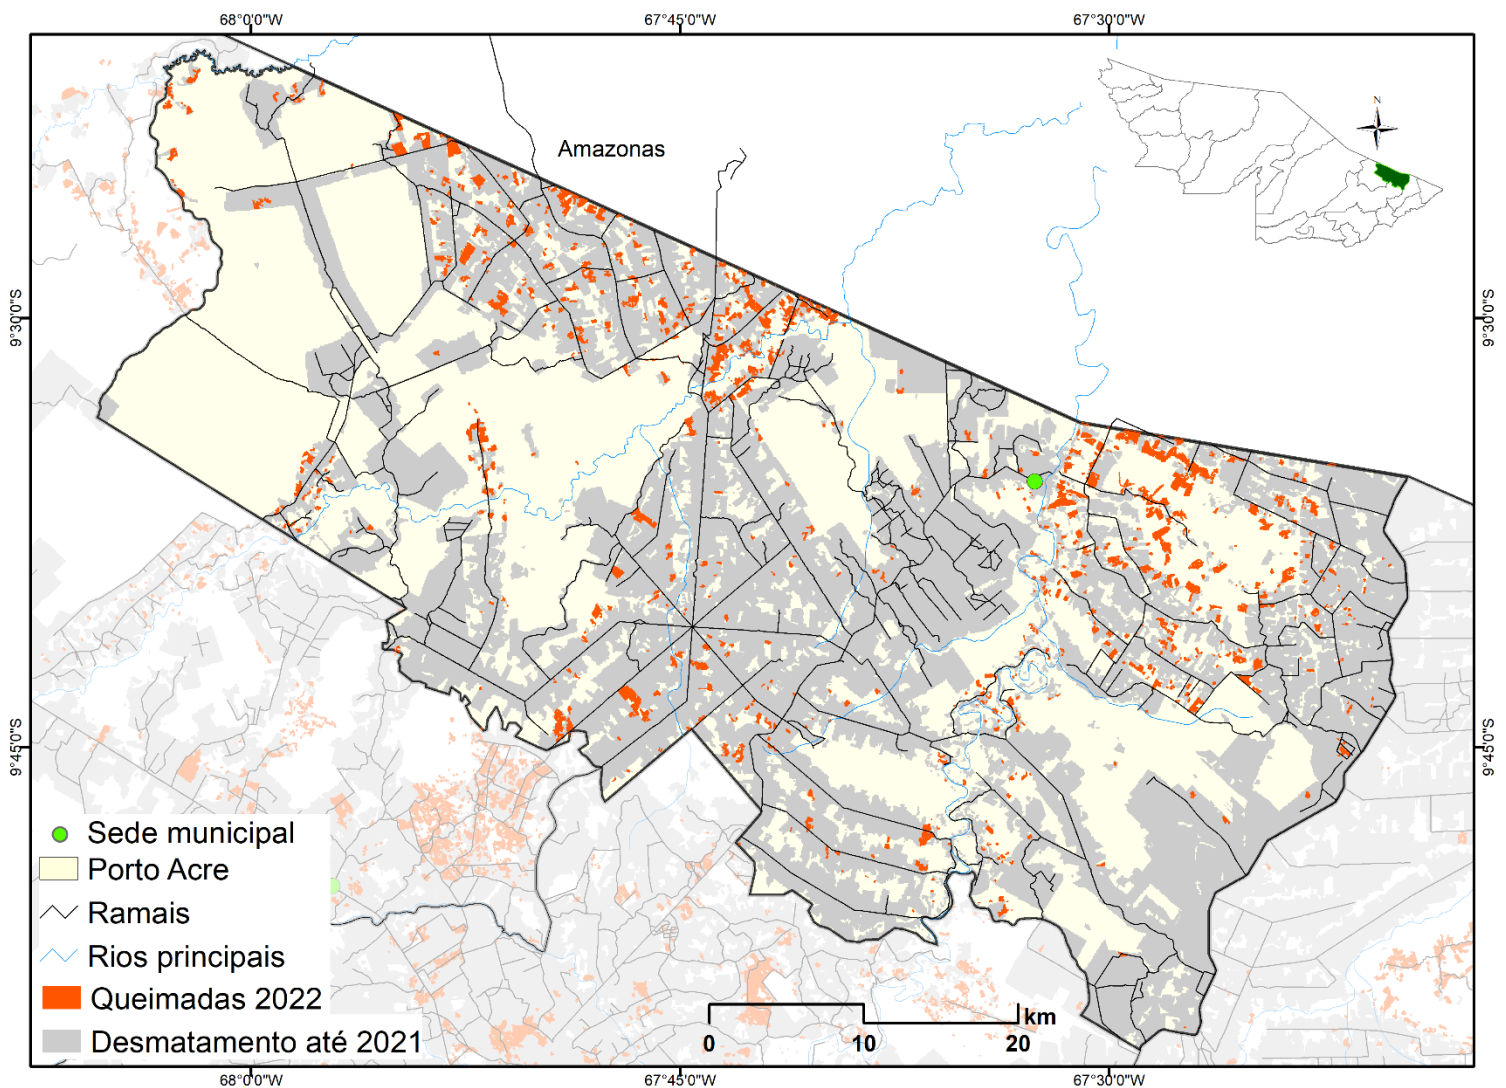 68°0'0"W 67°45'0"W 67°30'0"W
N
Amazonas
9°30'0"S 9°30'0"S
9°45'0"S 9°45'0"S
Sede municipal
Porto Acre
Ramais
Rios principais
Queimadas 2022
Desmatamento até 2021
km
0 10 20
68°0'0"W 67°45'0"W 67°30'0"W